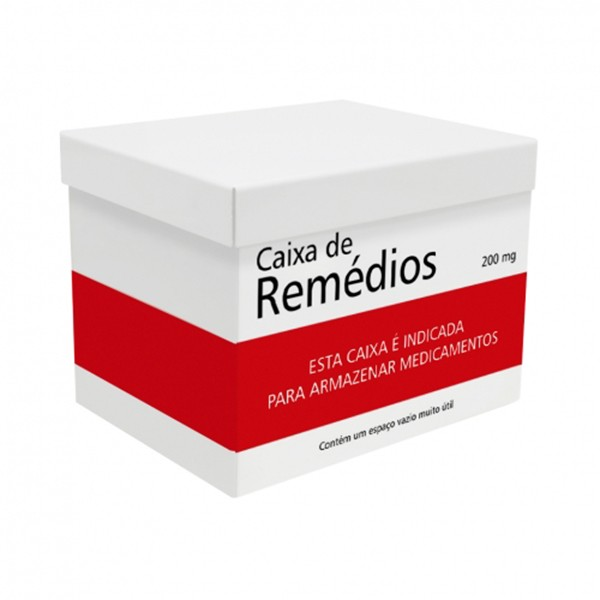 Caixa de
Remédios
200 mg
ESTA CAIXA É INDICADA
PARA ARMAZENAR MEDICAMENTOS
Contém um espaço vazio muito útil